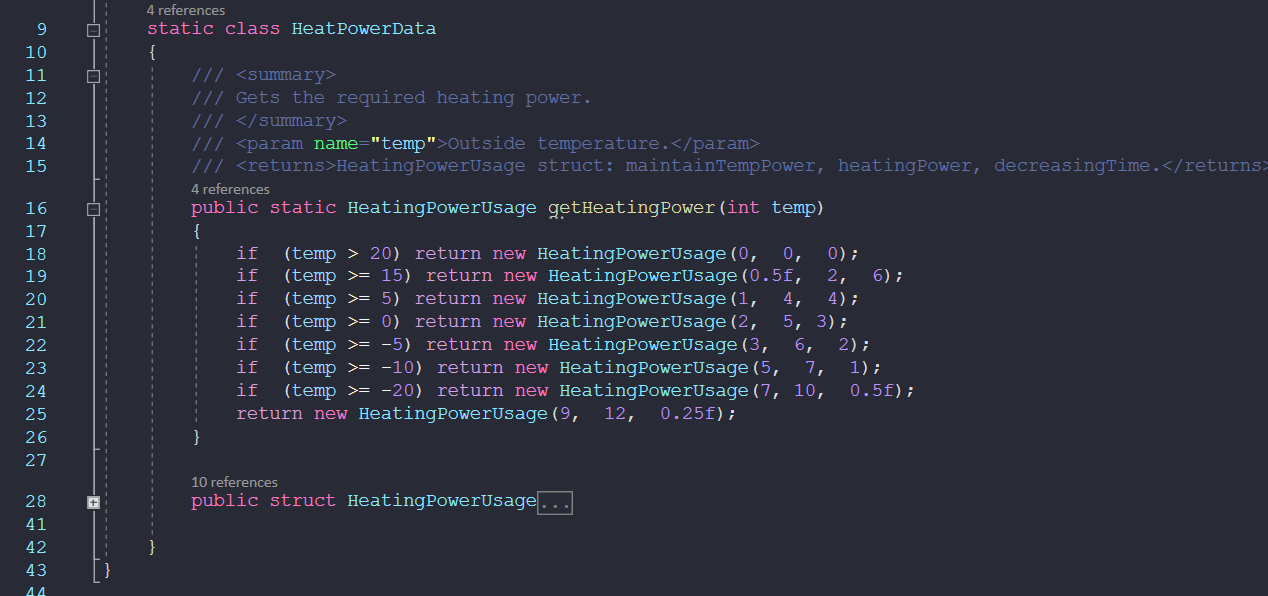 4 references
9 static class HeatPowerData
10 {
11 /// <summary>
12 /// Gets the required heating power.
13 /// </summary>
14 /// <param name="temp">Outside temperature.</param>
15 /// <returns>HeatingPowerUsage struct: maintainTempPower, heatingPower, decreasingTime.</returns>
4 references
16 public static HeatingPowerUsage getHeatingPower(int temp)
17 {
18 if (temp > 20) return new HeatingPowerUsage(0, 0, 0);
19 if (temp >= 15) return new HeatingPowerUsage(0.5f, 2, 6);
20 if (temp >= 5) return new HeatingPowerUsage(1, 4, 4);
21 if (temp >= 0) return new HeatingPowerUsage(2, 5, 3);
22 if (temp >= -5) return new HeatingPowerUsage(3, 6, 2);
23 if (temp >= -10) return new HeatingPowerUsage(5, 7, 1);
24 if (temp >= -20) return new HeatingPowerUsage(7, 10, 0.5f);
25 return new HeatingPowerUsage(9, 12, 0.25f);
26 }
27
10 references
28 public struct HeatingPowerUsage...
41
42 }
43 }
44